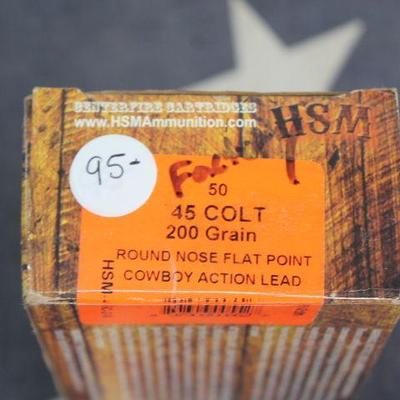 CENTERFIRE CARTRIDGES
www.HSMAmmunition.com
HSM
95-
Factory
50
45 COLT
200 Grain
ROUND NOSE FLAT POINT
COWBOY ACTION LEAD